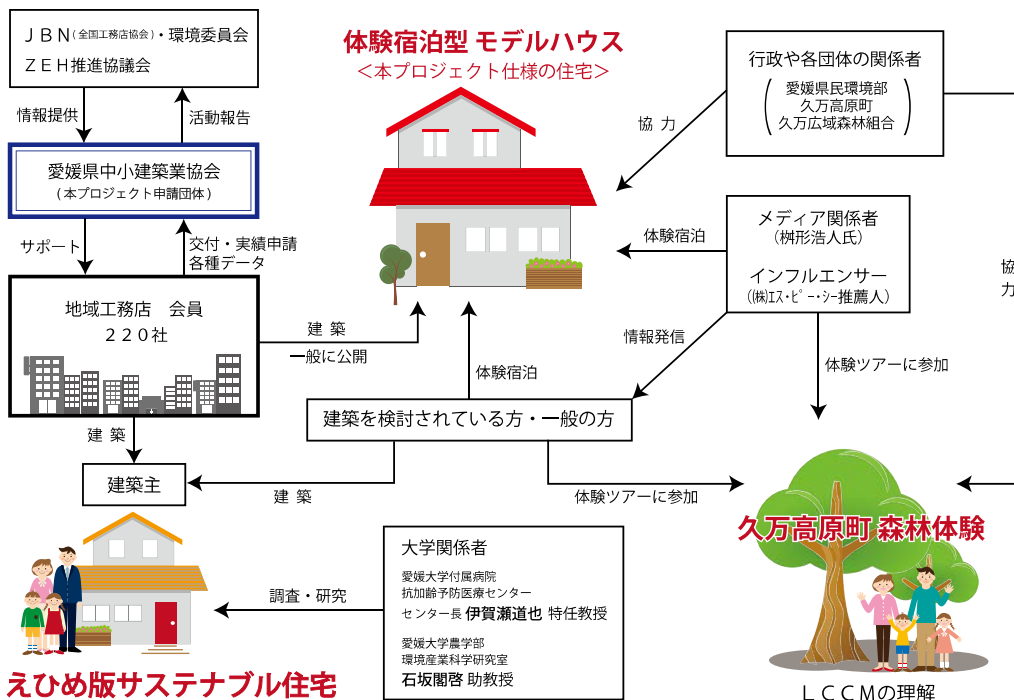 JBN(全国工務店協会)・環境委員会
ZEH推進協議会
情報提供
活動報告
愛媛県中小建築業協会
(本プロジェクト申請団体)
サポート
交付・実績申請
各種データ
地域工務店 会員
220社
建 築
一般に公開
建 築
建築主
体験宿泊型 モデルハウス
<本プロジェクト仕様の住宅>
行政や各団体の関係者
(愛媛県民環境部
久万高原町
久万広域森林組合)
協 力
協
力
メディア関係者
(桝形浩人氏)
インフルエンサー
((株)エス・ピー・シー推薦人)
体験宿泊
情報発信
体験ツアーに参加
体験宿泊
建築を検討されている方・一般の方
建 築
体験ツアーに参加
久万高原町 森林体験
LCCMの理解
大学関係者
愛媛大学付属病院
抗加齢予防医療センター
センター長 伊賀瀬道也 特任教授
愛媛大学農学部
環境産業科学研究室
石坂閣啓 助教授
調査・研究
えひめ版サステナブル住宅